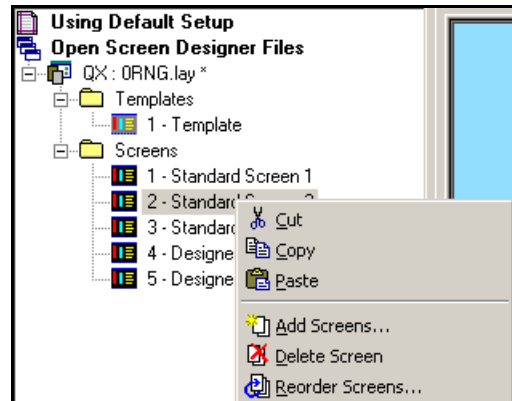 Using Default Setup
Open Screen Designer Files
QX : 0RNG.lay *
Templates
1 - Template
Screens
1 - Standard Screen 1
2 - Standard
3 - Standard
4 - Designe
5 - Designe
Cut
Copy
Paste
Add Screens...
Delete Screen
Reorder Screens...